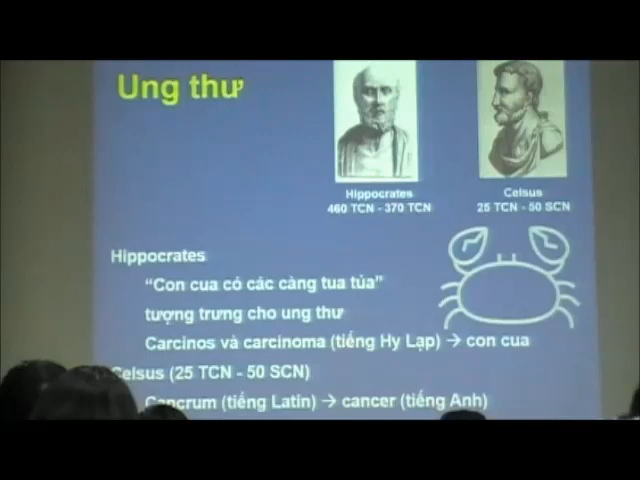 Ung thư
Hippocrates
460 TCN - 370 TCN
Celsus
25 TCN - 50 SCN
Hippocrates
“Con cua có các càng tua tủa”
tượng trưng cho ung thư
Carcinos và carcinoma (tiếng Hy Lạp) → con cua
Celsus (25 TCN - 50 SCN)
Cancrum (tiếng Latin) → cancer (tiếng Anh)